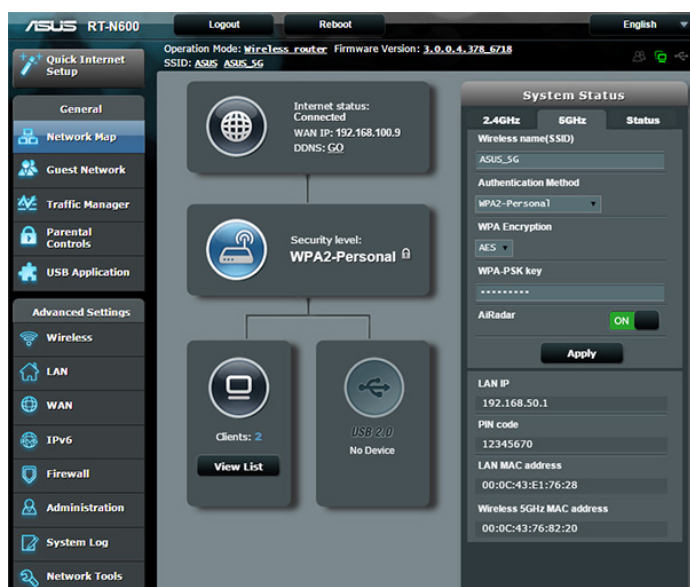 ASUS RT-N600
Logout
Reboot
English
Quick Internet
Setup
Operation Mode: Wireless router Firmware Version: 3.0.0.4.378_6718
SSID: ASUS ASUS_5G
General
Network Map
Guest Network
Traffic Manager
Parental
Controls
USB Application
Advanced Settings
Wireless
LAN
WAN
IPv6
Firewall
Administration
System Log
Network Tools
Internet status:
Connected
WAN IP: 192.168.100.9
DDNS: GO
Security level:
WPA2-Personal
Clients: 2
View List
USB 2.0
No Device
System Status
2.4GHz 5GHz Status
Wireless name(SSID)
ASUS_5G
Authentication Method
WPA2-Personal
WPA Encryption
AES
WPA-PSK key
•••••••••
AiRadar
ON
Apply
LAN IP
192.168.50.1
PIN code
12345670
LAN MAC address
00:0C:43:E1:76:28
Wireless 5GHz MAC address
00:0C:43:76:82:20